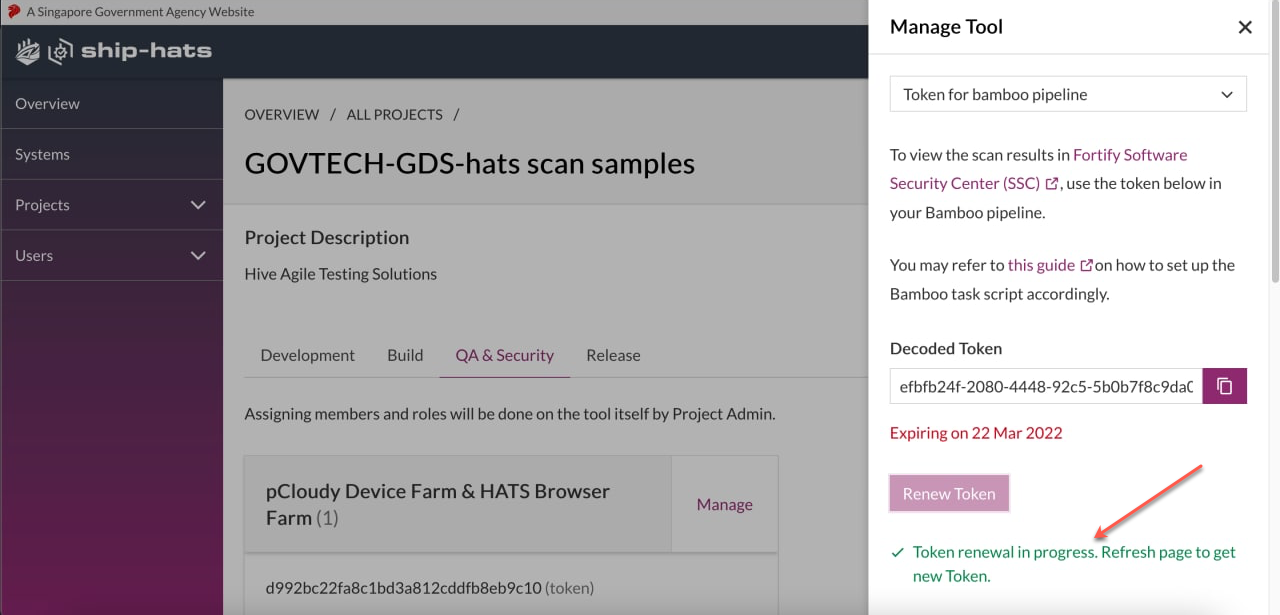 A Singapore Government Agency Website
ship-hats
Overview
Systems
Projects
Users
OVERVIEW / ALL PROJECTS /
GOVTECH-GDS-hats scan samples
Project Description
Hive Agile Testing Solutions
Development Build QA & Security Release
Assigning members and roles will be done on the tool itself by Project Admin.
pCloudy Device Farm & HATS Browser
Farm (1)
Manage
d992bc22fa8c1bd3a812cddfb8eb9c10 (token)
Manage Tool
Token for bamboo pipeline
To view the scan results in Fortify Software
Security Center (SSC) , use the token below in
your Bamboo pipeline.
You may refer to this guide on how to set up the
Bamboo task script accordingly.
Decoded Token
efbfb24f-2080-4448-92c5-5b0b7f8c9da0
Expiring on 22 Mar 2022
Renew Token
Token renewal in progress. Refresh page to get
new Token.